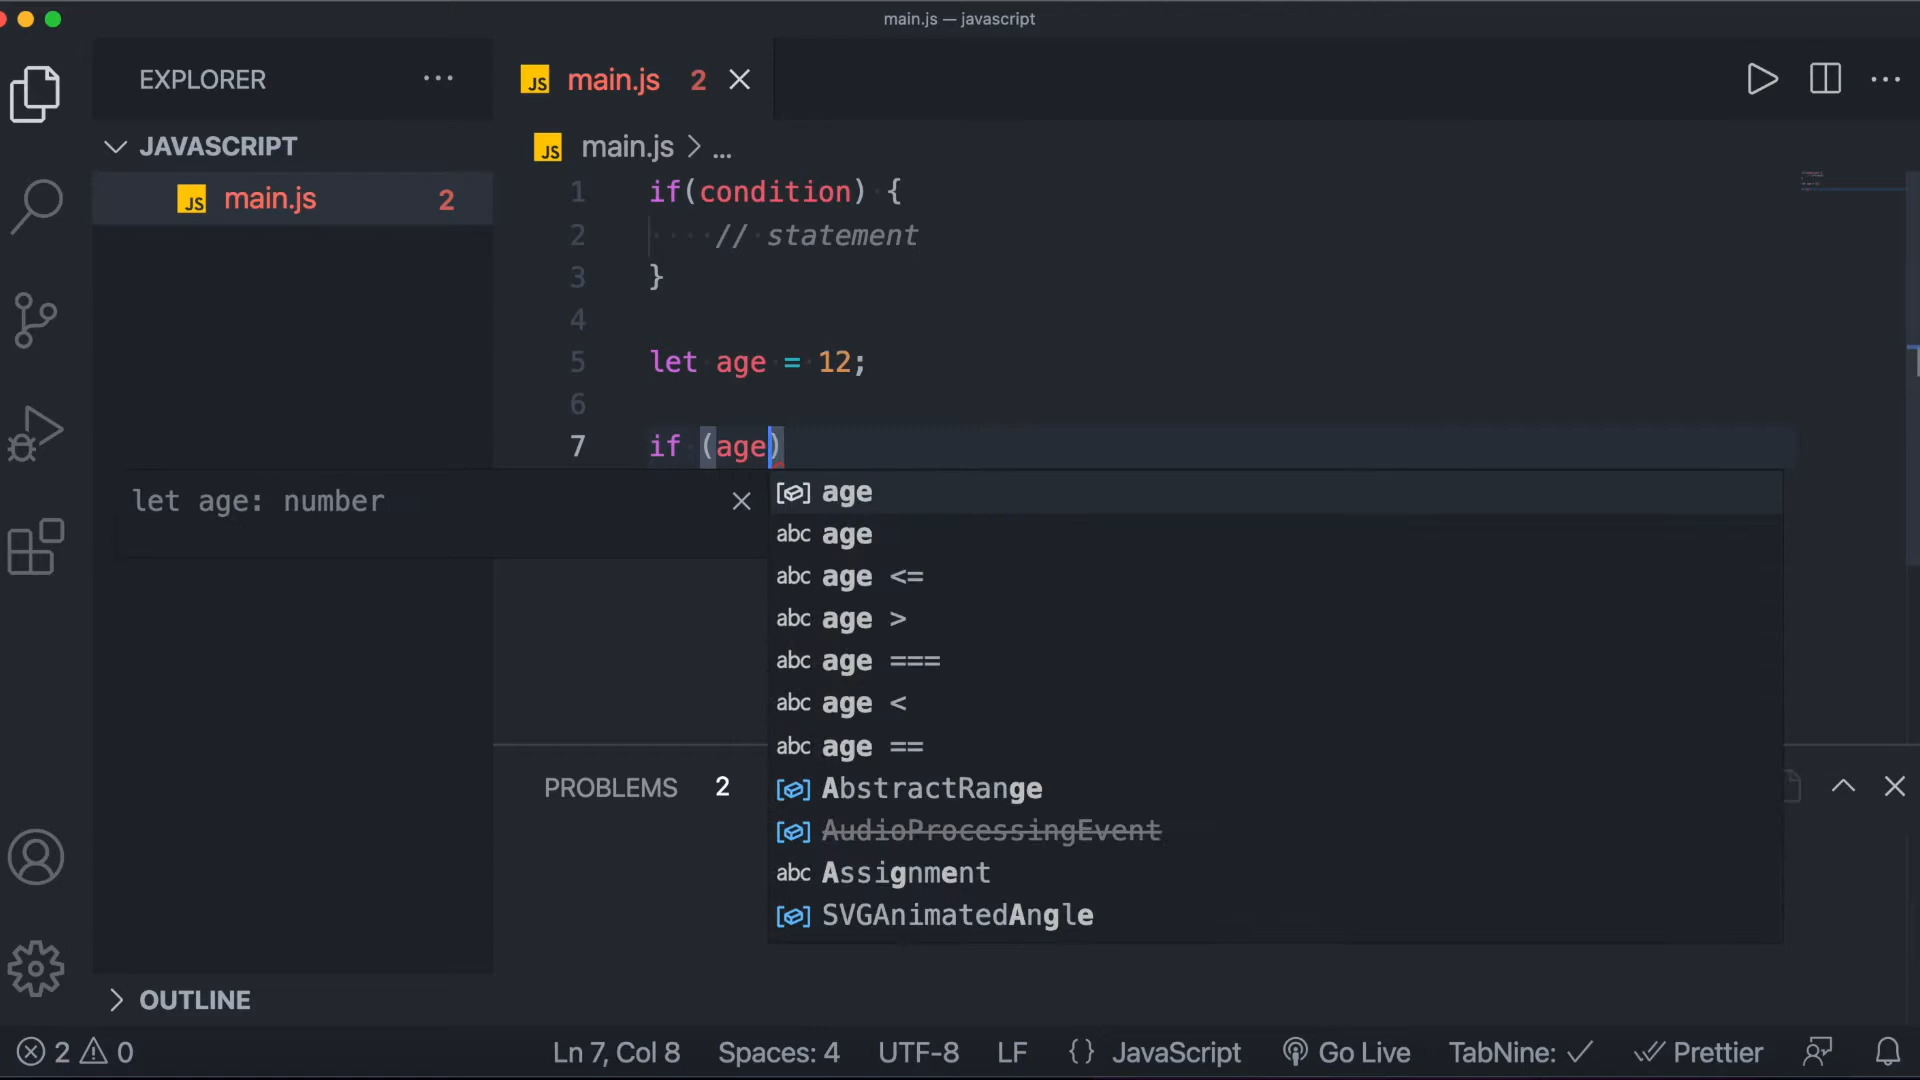 main.js — javascript
EXPLORER ...
JS main.js 2
JAVASCRIPT
JS main.js 2
JS main.js > ...
1 if(condition) {
2 // statement
3 }
4
5 let age = 12;
6
7 if (age)
let age: number
age
abc age
abc age <=
abc age >
abc age ===
abc age <
abc age ==
AbstractRange
AudioProcessingEvent
abc Assignment
SVGAnimatedAngle
PROBLEMS 2
OUTLINE
2 0 Ln 7, Col 8 Spaces: 4 UTF-8 LF {} JavaScript Go Live TabNine: ✓ Prettier